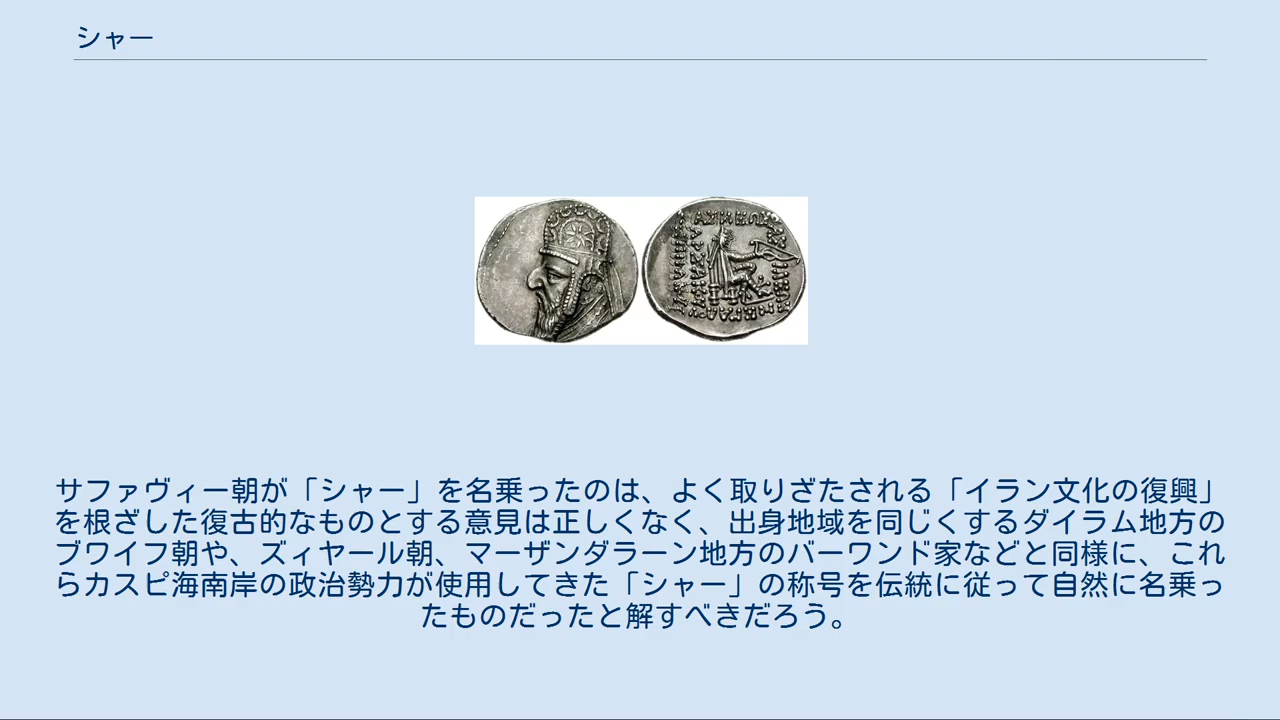 シャー
サファヴィー朝が「シャー」を名乗ったのは、よく取りざたされる「イラン文化の復興」
を根ざした復古的なものとする意見は正しくなく、出身地域を同じくするダイラム地方の
ブワイフ朝や、ズィヤール朝、マーザンダラーン地方のバーワンド家などと同様に、これ
らカスピ海南岸の政治勢力が使用してきた「シャー」の称号を伝統に従って自然に名乗っ
たものだったと解すべきだろう。